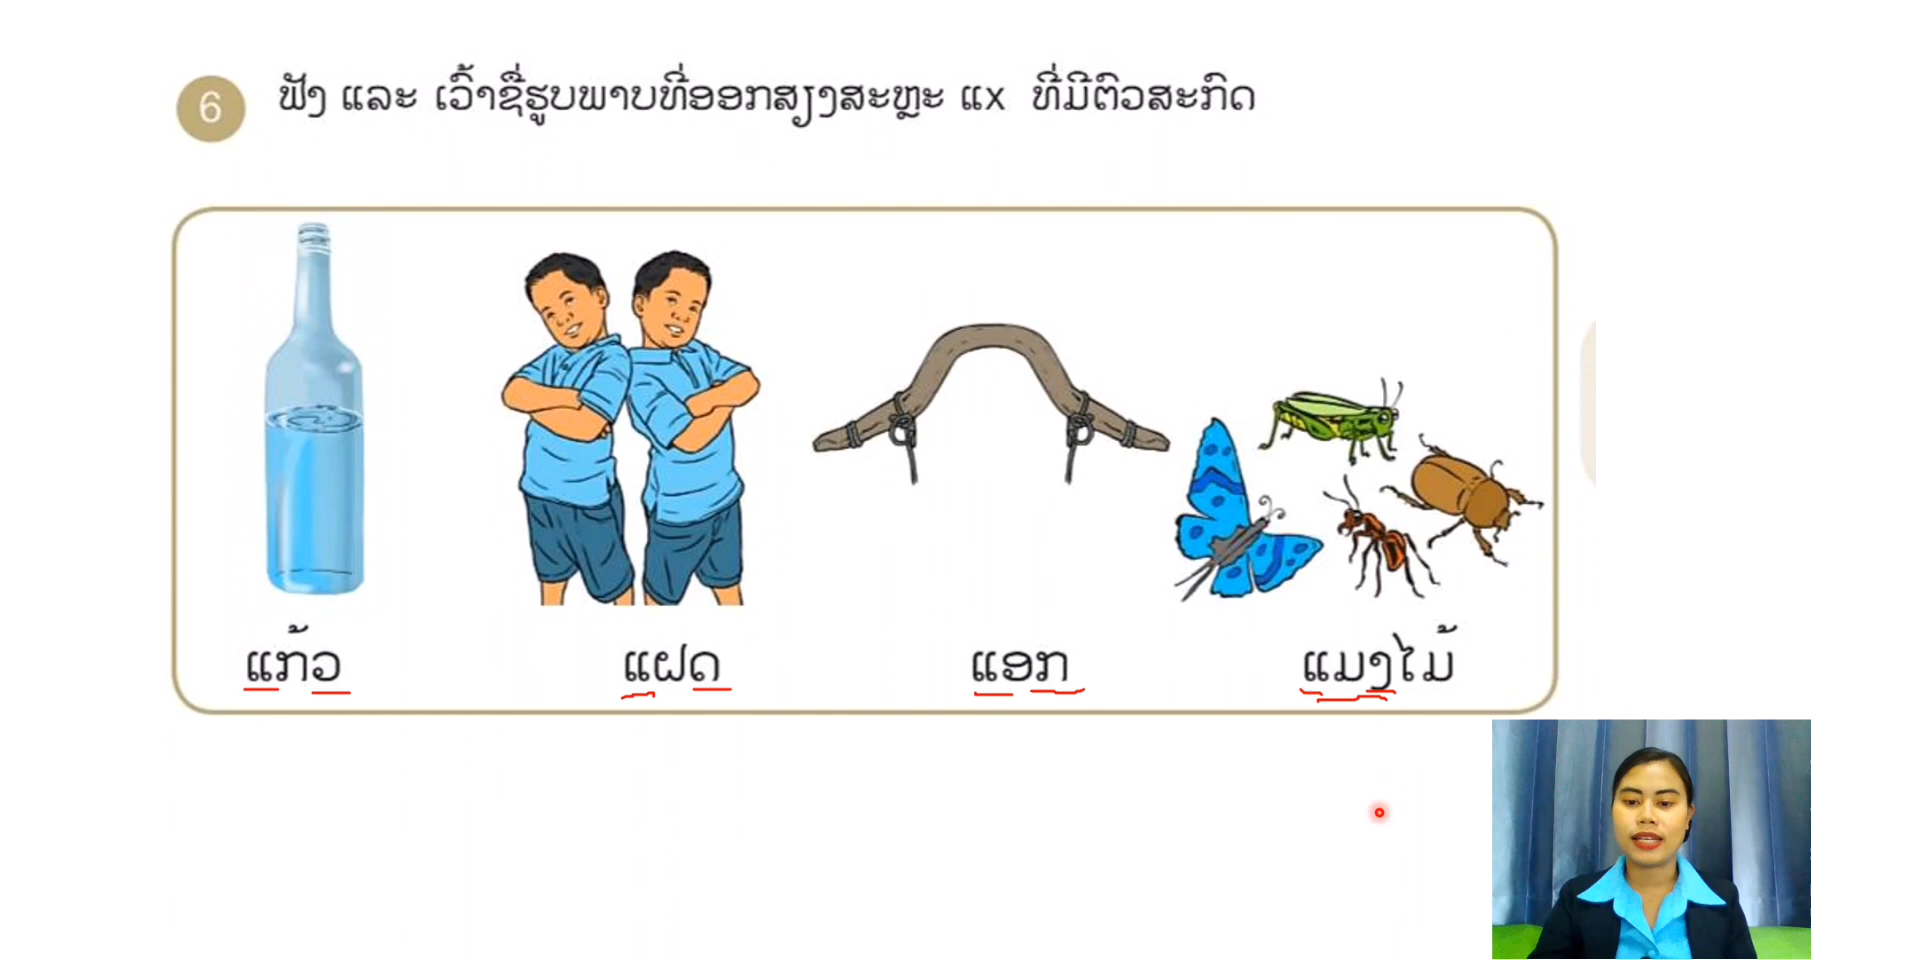 6 ຟັງ ແລະ ເວົ້າຊື່ຮູບພາບທີ່ອອກສຽງສະຫຼະ ແx ທີ່ມີຕົວສະກົດ
ແກ້ວ ແຝດ ແອກ ແມງໄມ້